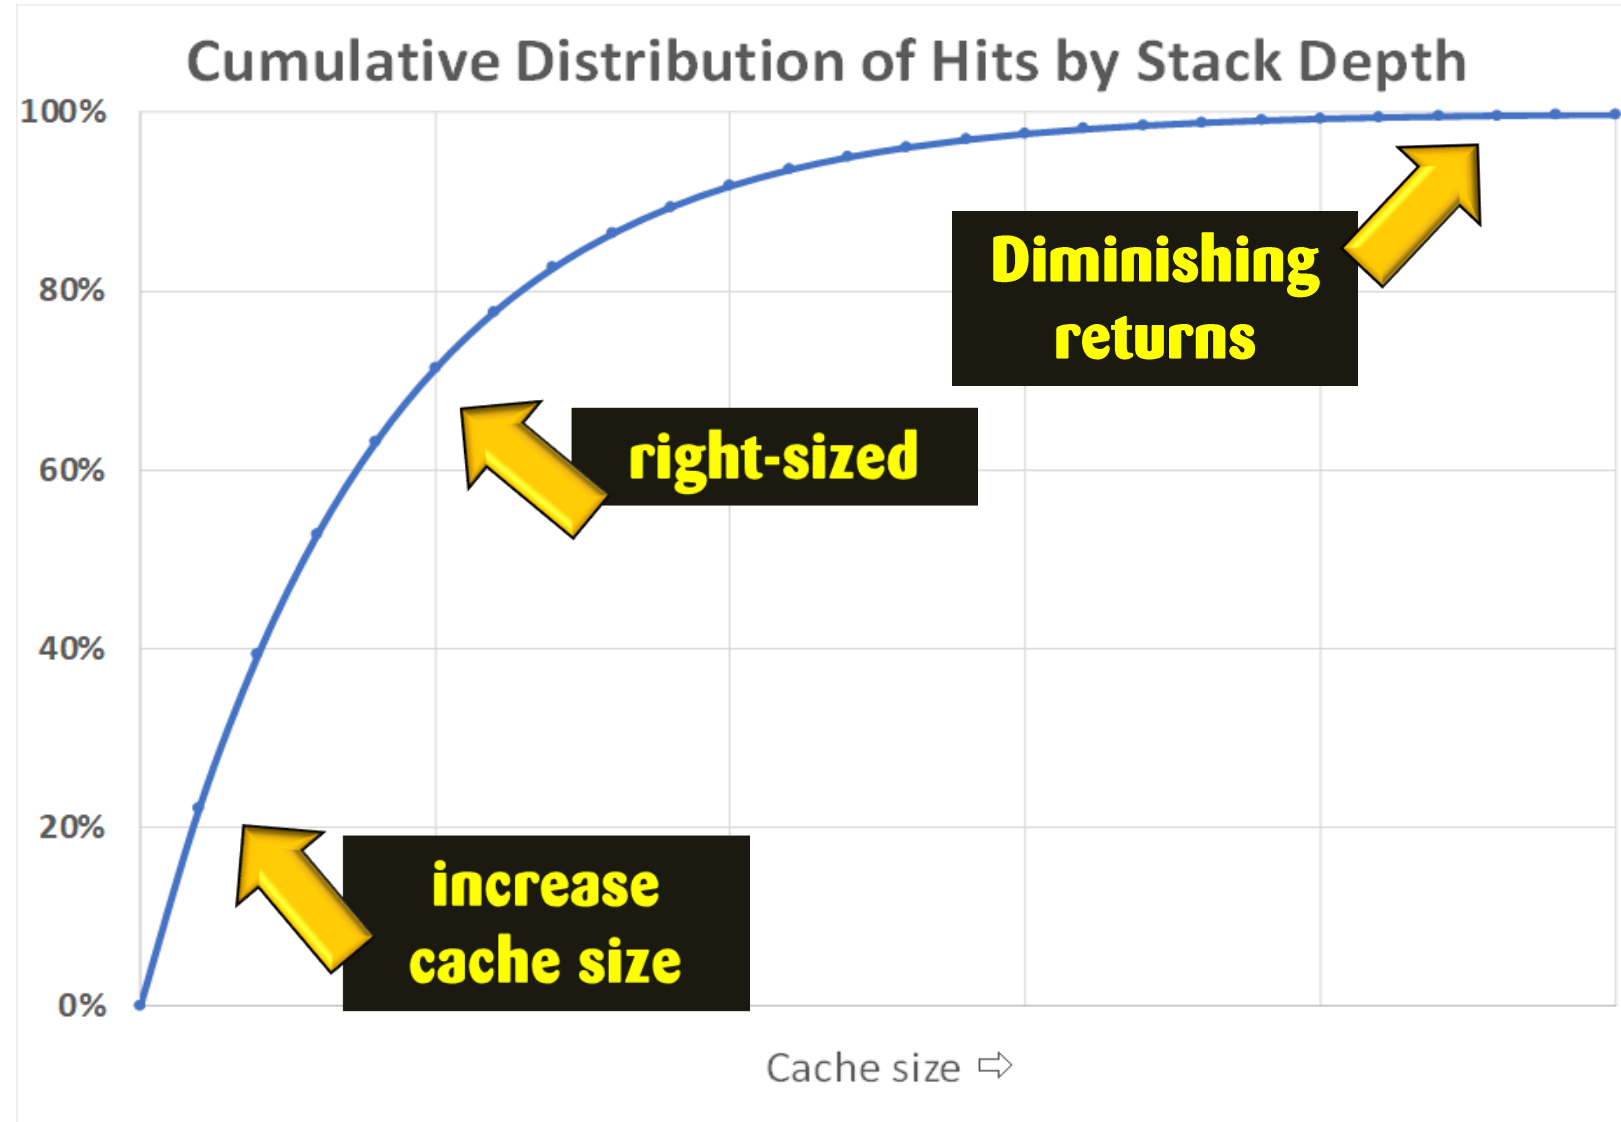 Cumulative Distribution of Hits by Stack Depth
100%
80%
60%
40%
20%
0%
Diminishing
returns
right-sized
increase
cache size
Cache size ⇨